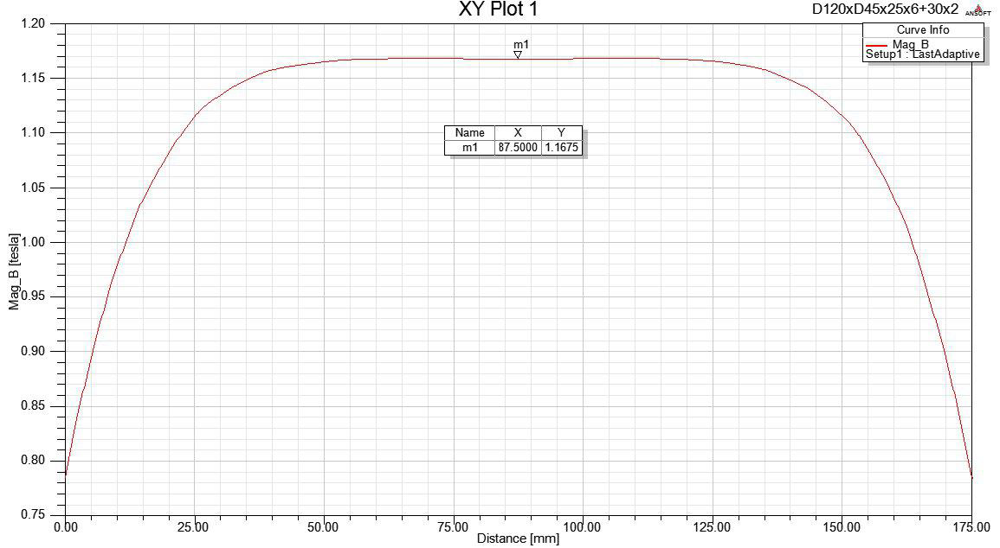 XY Plot 1
D120xD45x25x6+30x2
ANSOFT
Curve Info
Mag_B
Setup1 : LastAdaptive
m1
Name X Y
m1 87.5000 1.1675
1.20
1.15
1.10
1.05
1.00
0.95
0.90
0.85
0.80
0.75
Mag_B [tesla]
0.00 25.00 50.00 75.00 100.00 125.00 150.00 175.00
Distance [mm]